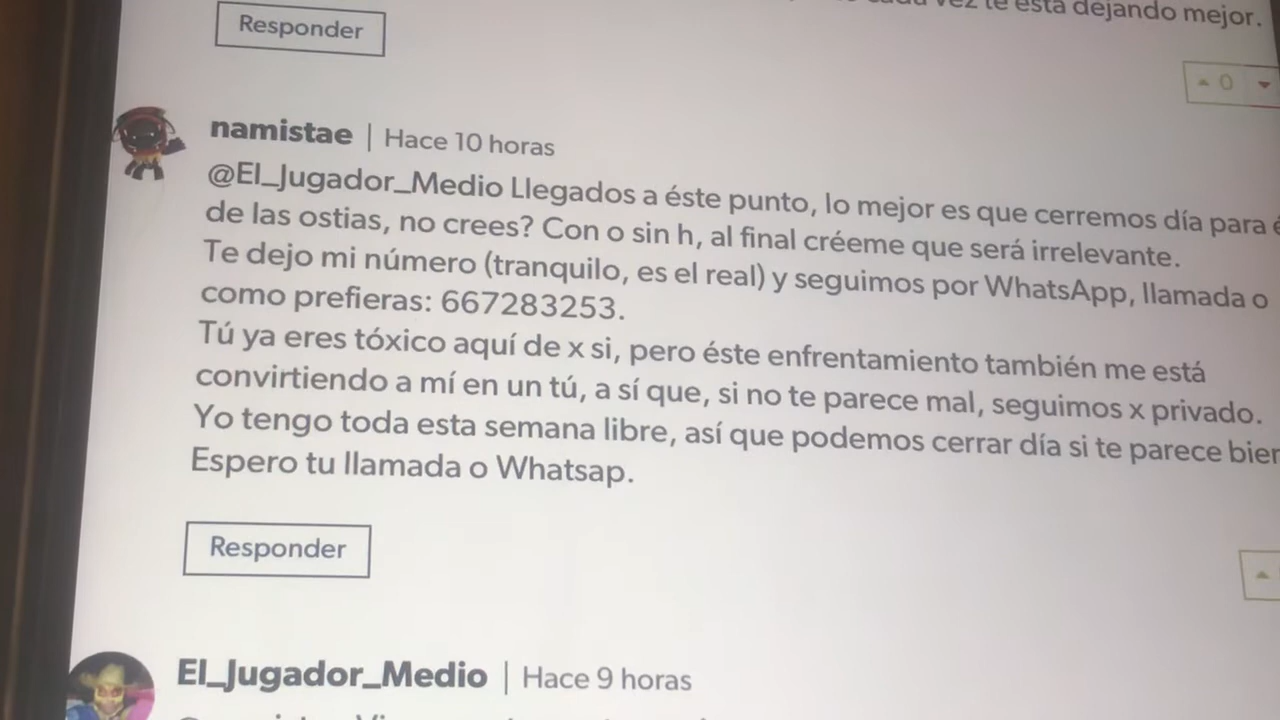 vez te está dejando mejor.
Responder
0
namistae | Hace 10 horas
@El_Jugador_Medio Llegados a éste punto, lo mejor es que cerremos día para
de las ostias, no crees? Con o sin h, al final créeme que será irrelevante.
Te dejo mi número (tranquilo, es el real) y seguimos por WhatsApp, llamada o
como prefieras: 667283253.
Tú ya eres tóxico aquí de x si, pero éste enfrentamiento también me está
convirtiendo a mí en un tú, a sí que, si no te parece mal, seguimos x privado.
Yo tengo toda esta semana libre, así que podemos cerrar día si te parece bien
Espero tu llamada o Whatsap.
Responder
El_Jugador_Medio | Hace 9 horas